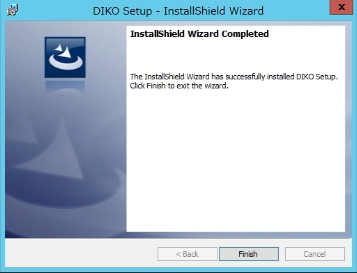 DIKO Setup - InstallShield Wizard
x
InstallShield Wizard Completed
The InstallShield Wizard has successfully installed DIKO Setup.
Click Finish to exit the wizard.
< Back
Finish
Cancel